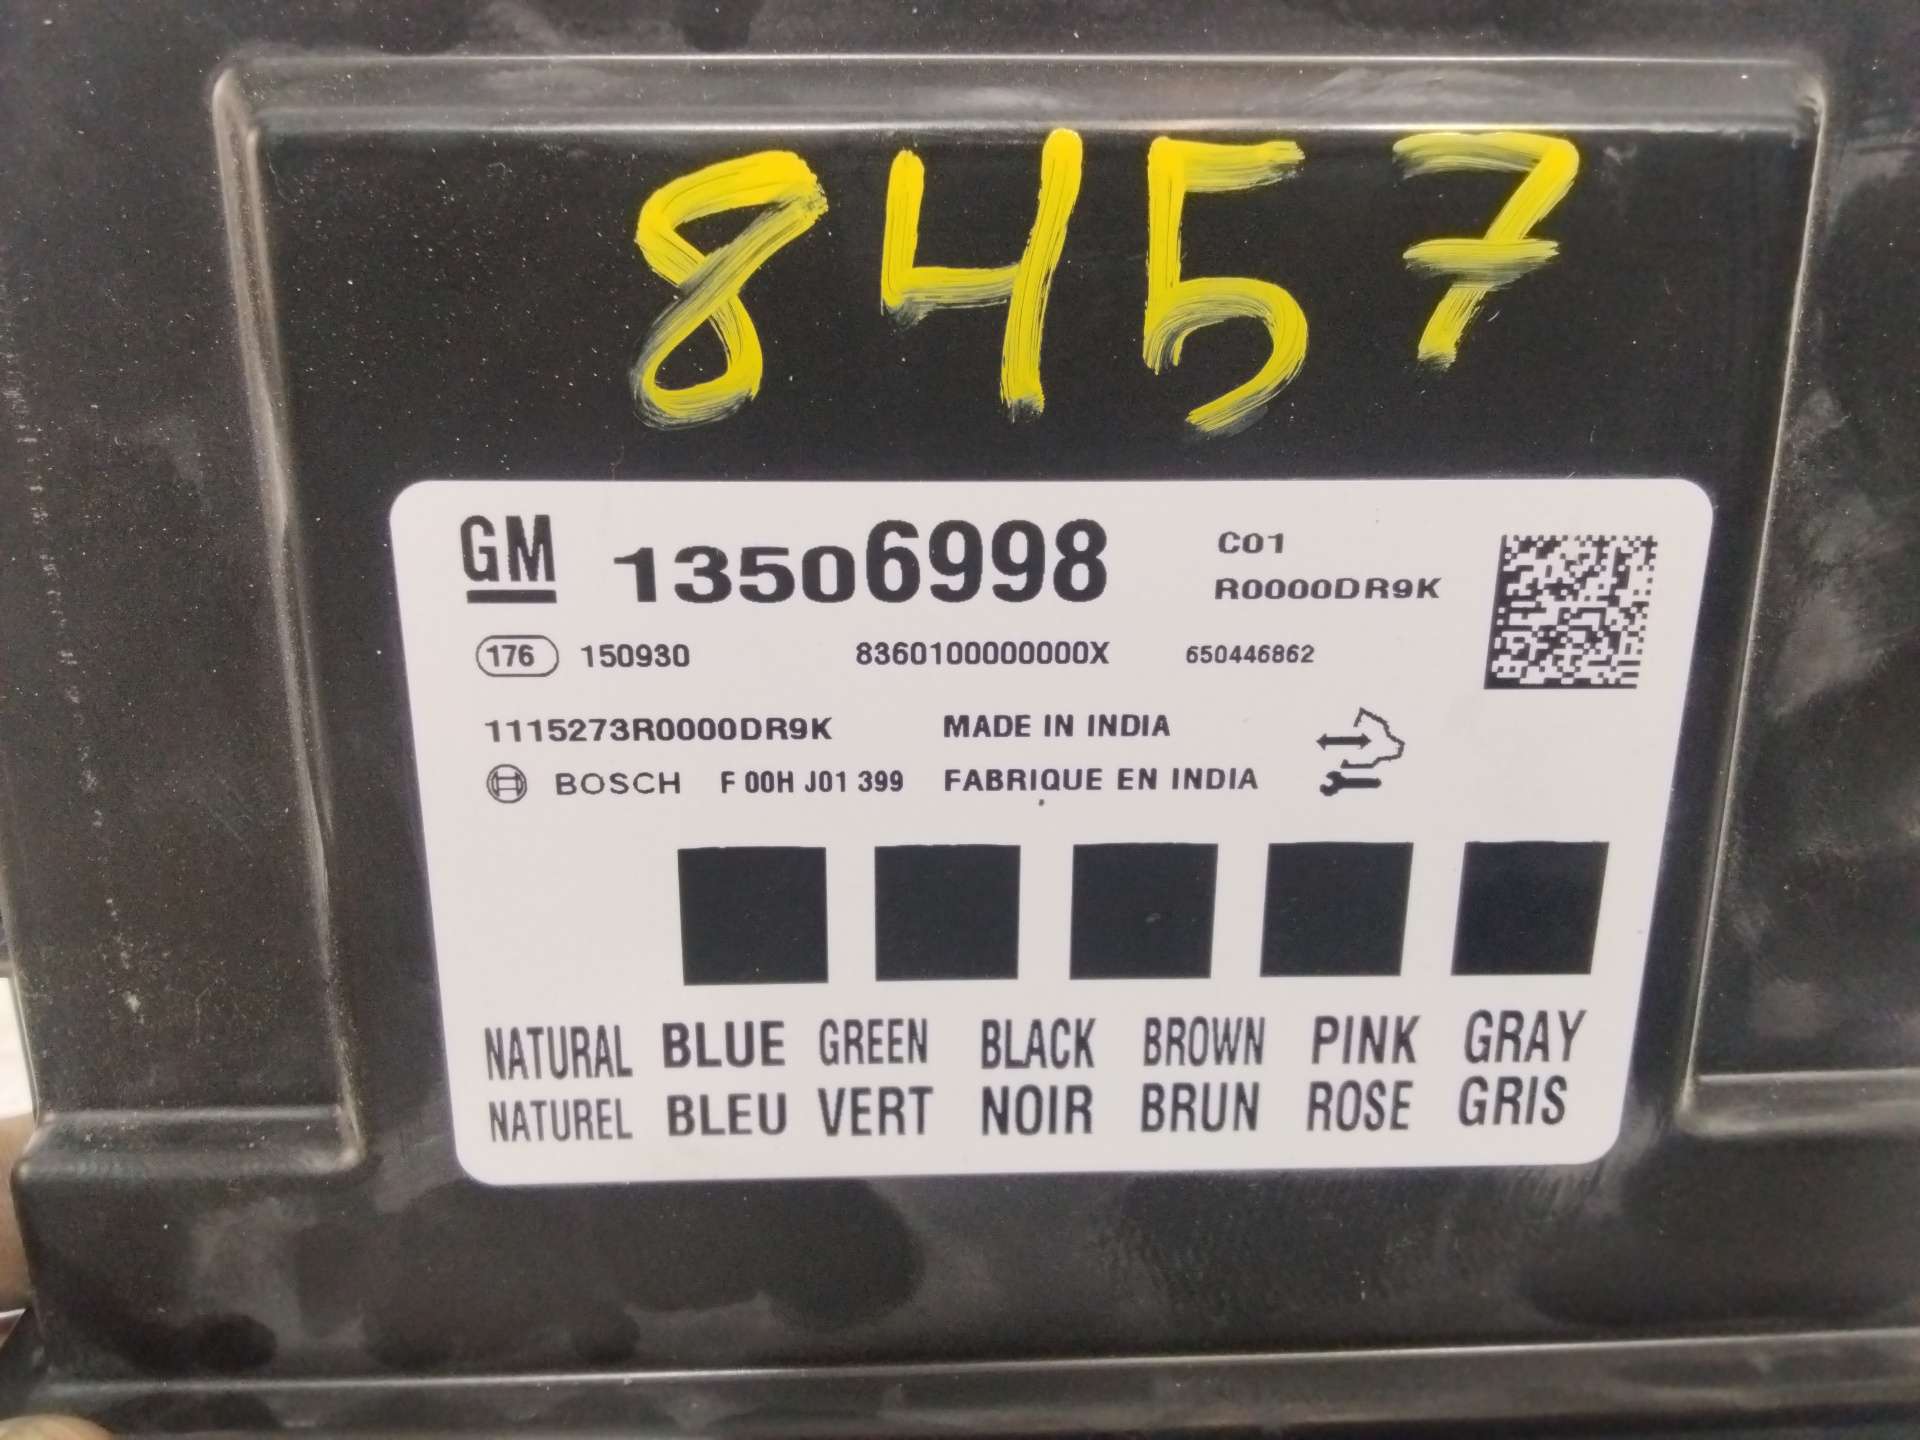 8457
GM 13506998 C01
R0000DR9K
176 150930 8360100000000X 650446862
1115273R0000DR9K MADE IN INDIA
BOSCH F 00H J01 399 FABRIQUE EN INDIA
NATURAL BLUE GREEN BLACK BROWN PINK GRAY
NATUREL BLEU VERT NOIR BRUN ROSE GRIS